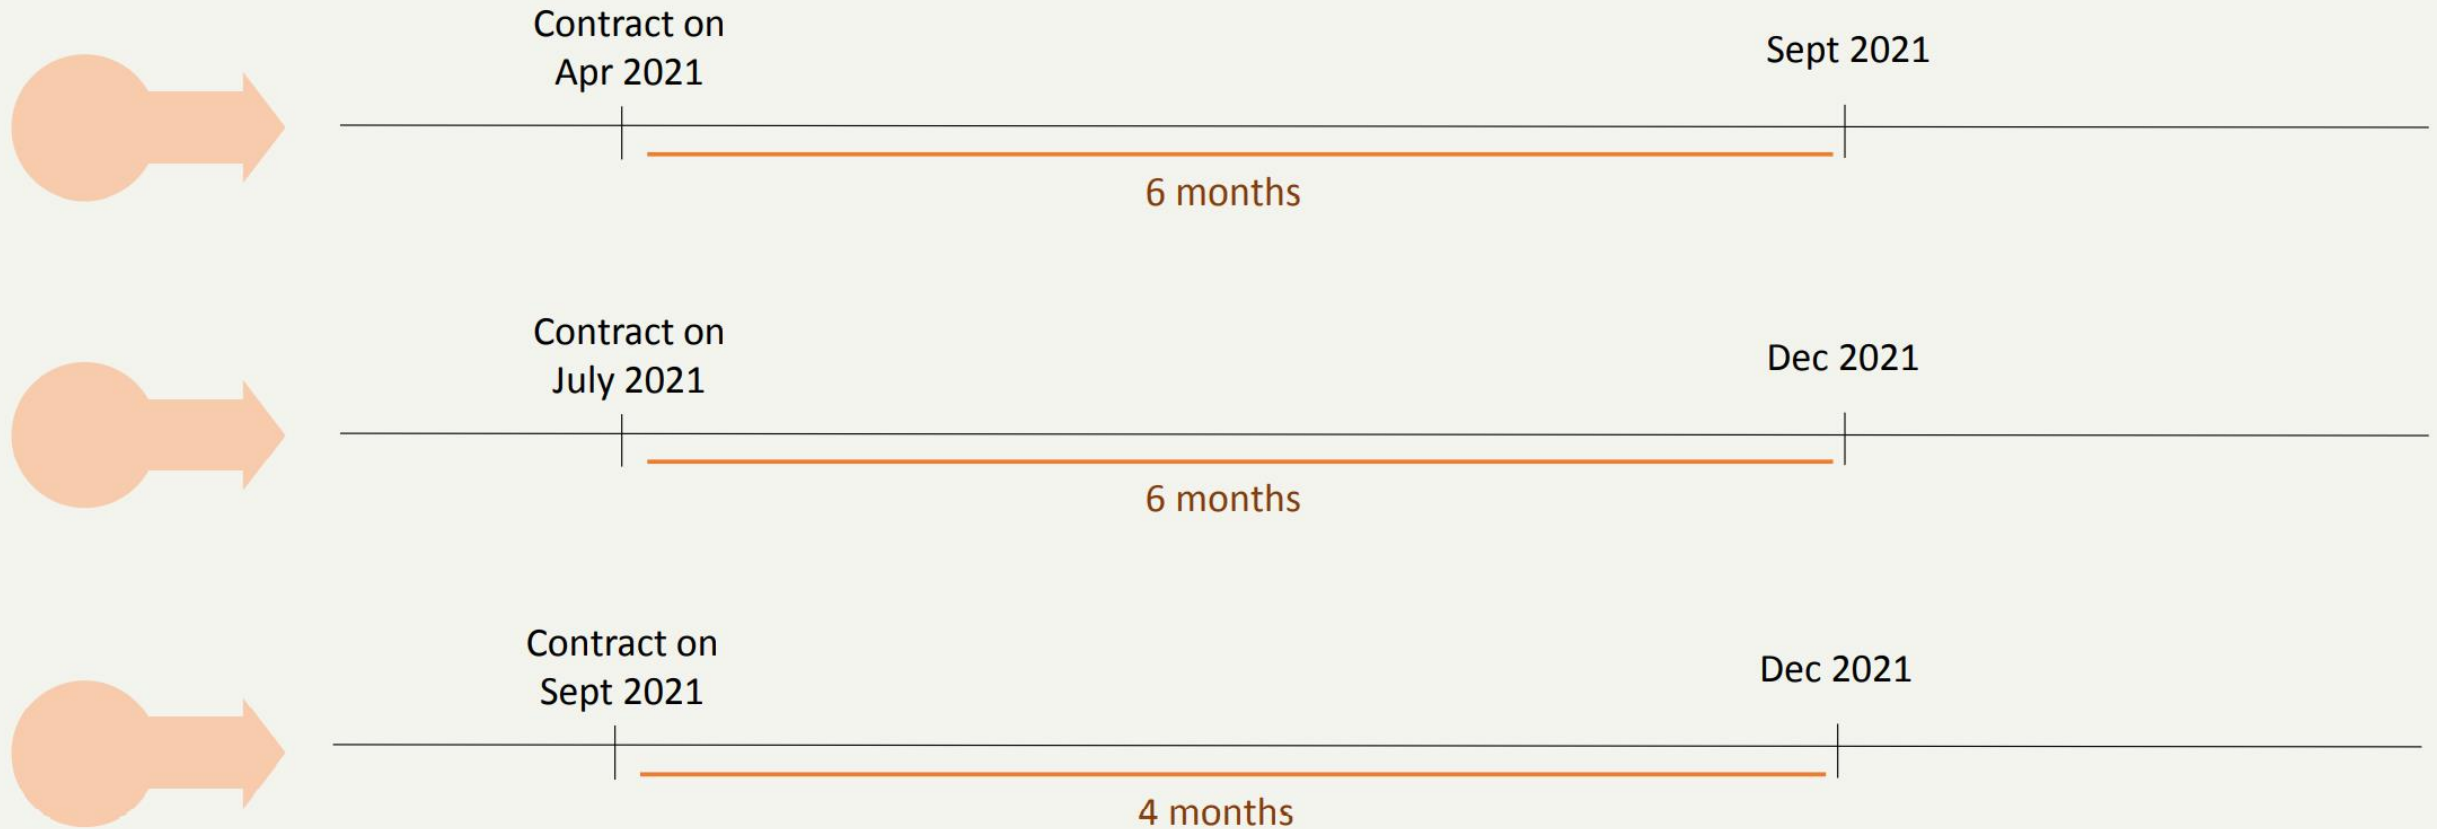 Contract on
Apr 2021
Sept 2021
6 months
Contract on
July 2021
Dec 2021
6 months
Contract on
Sept 2021
Dec 2021
4 months